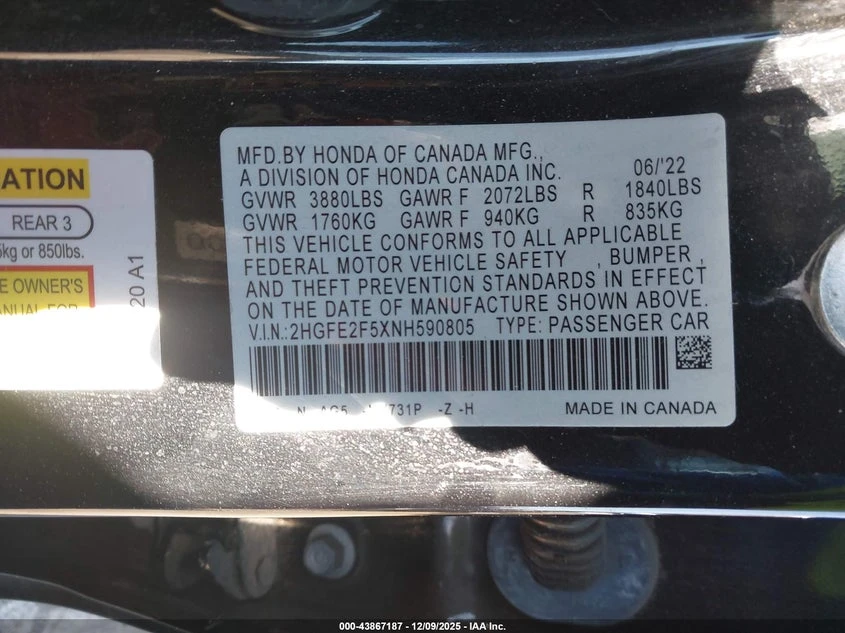 ATION
REAR 3
kg or 850lbs.
E OWNER'S
MANUAL FOR
20 A1
MFD.BY HONDA OF CANADA MFG.,
A DIVISION OF HONDA CANADA INC. 06/'22
GVWR 3880LBS GAWR F 2072LBS R 1840LBS
GVWR 1760KG GAWR F 940KG R 835KG
THIS VEHICLE CONFORMS TO ALL APPLICABLE
FEDERAL MOTOR VEHICLE SAFETY , BUMPER ,
AND THEFT PREVENTION STANDARDS IN EFFECT
ON THE DATE OF MANUFACTURE SHOWN ABOVE.
V.I.N.:2HGFE2F5XNH590805 TYPE: PASSENGER CAR
731P -Z -H MADE IN CANADA
000-43867187 - 12/09/2025 - IAA Inc.